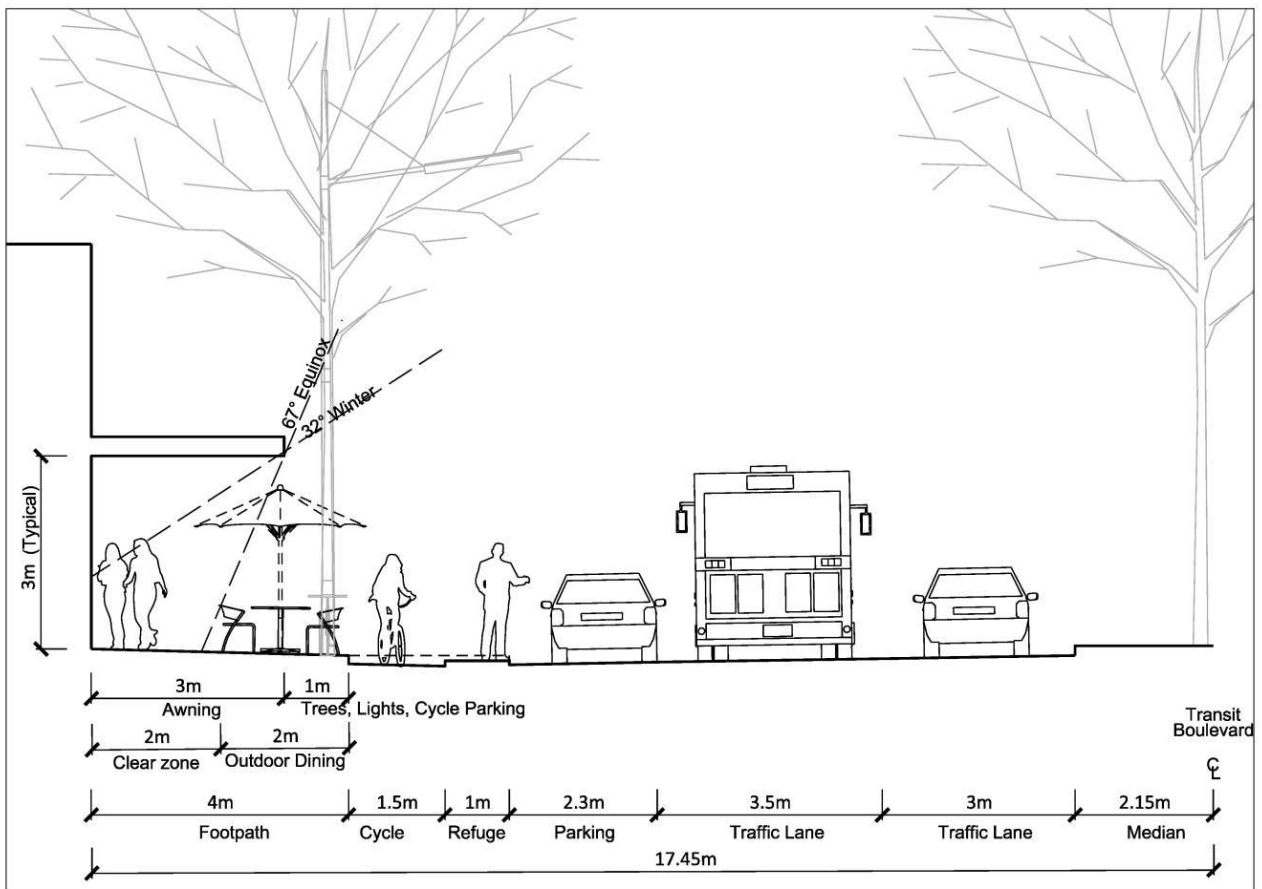 67° Equinox
32° Winter
3m (Typical)
3m
1m
Awning
Trees, Lights, Cycle Parking
2m
2m
Clear zone
Outdoor Dining
Transit
Boulevard
℄
4m
1.5m
1m
2.3m
3.5m
3m
2.15m
Footpath
Cycle
Refuge
Parking
Traffic Lane
Traffic Lane
Median
17.45m